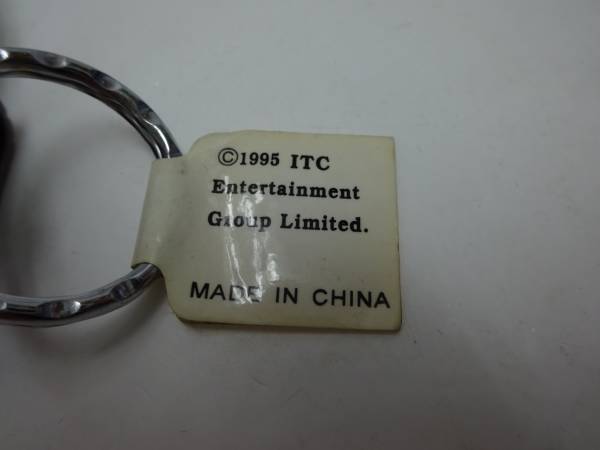 ©1995 ITC
Entertainment
Group Limited.
MADE IN CHINA